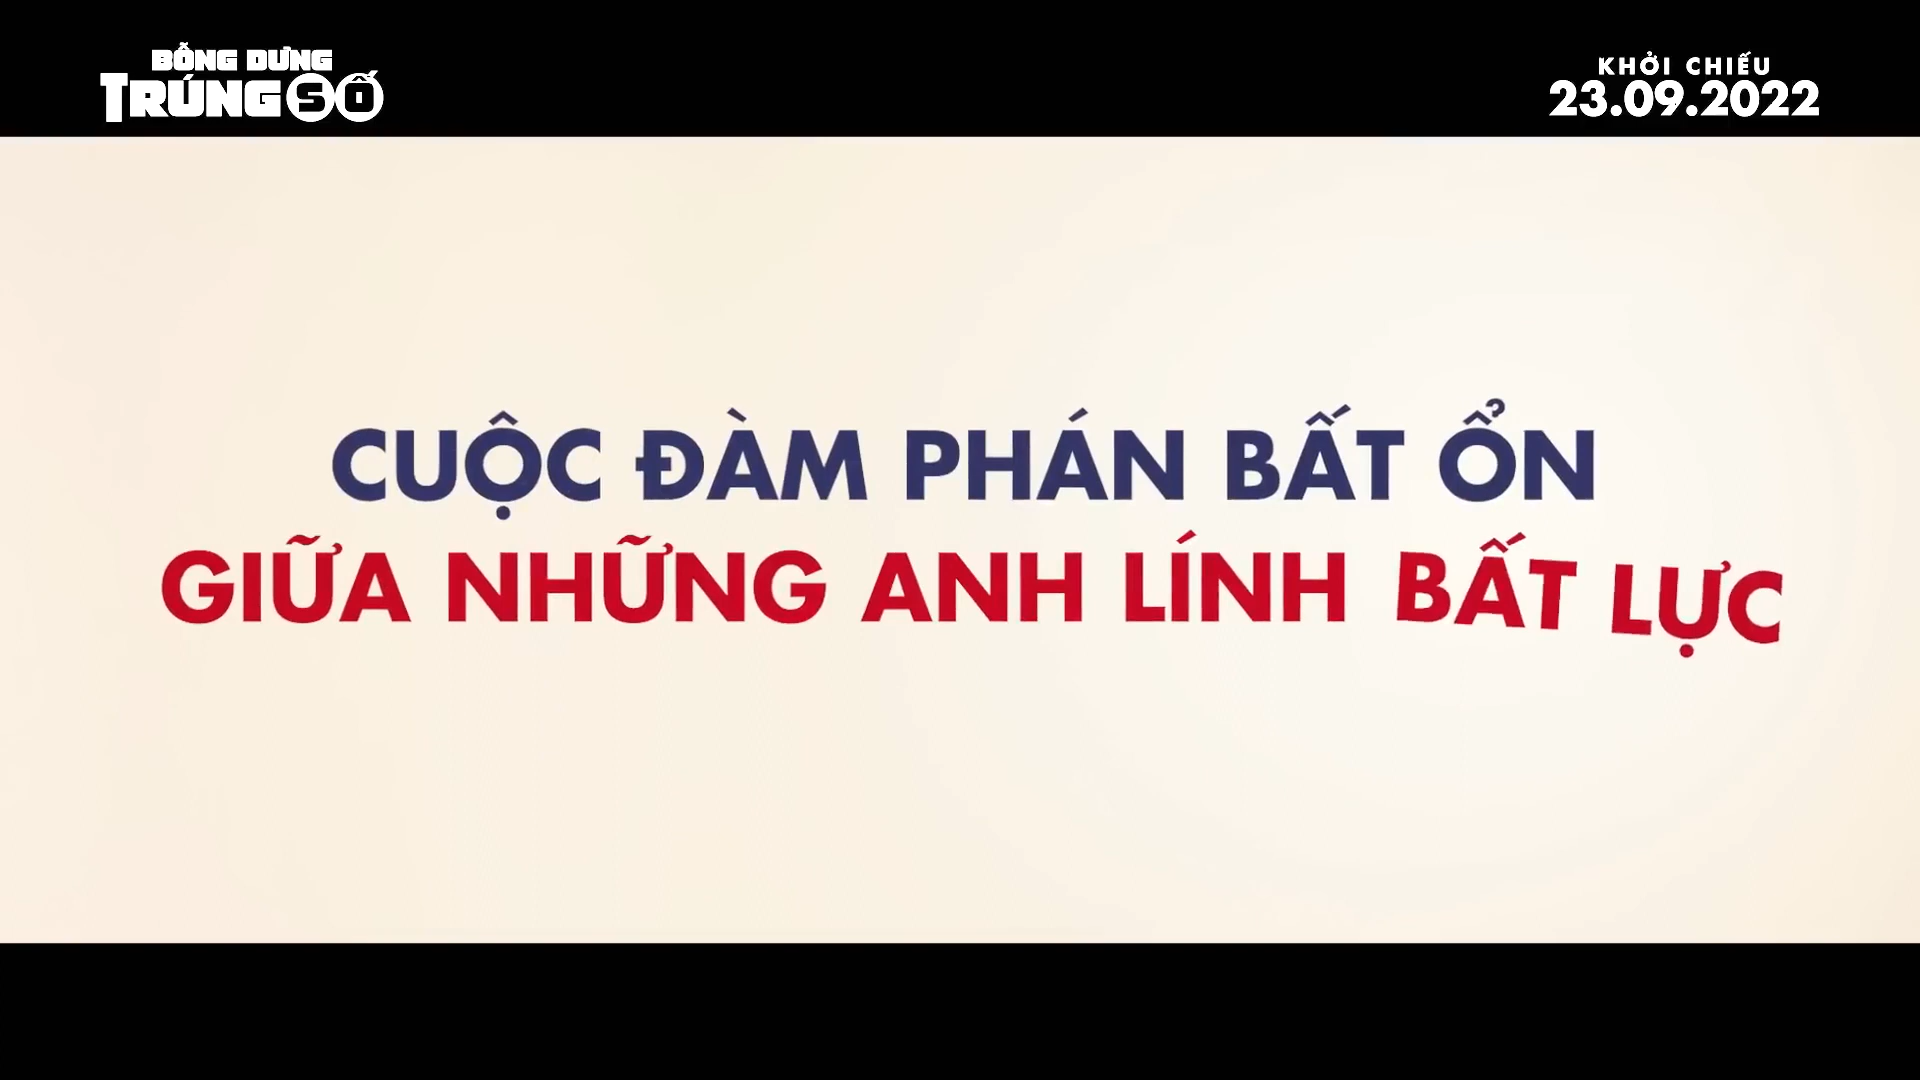 BỖNG DƯNG
TRÚNG SỐ
KHỞI CHIẾU
23.09.2022
CUỘC ĐÀM PHÁN BẤT ỔN
GIỮA NHỮNG ANH LÍNH BẤT LỰC